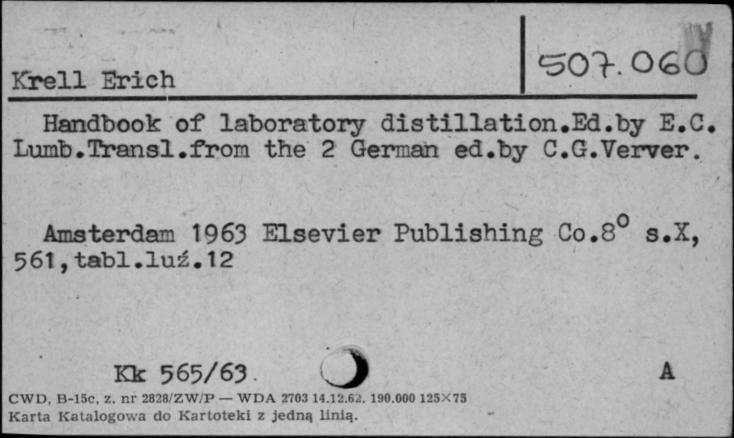 Krell Erich
507.060
Handbook of laboratory distillation.Ed.by E.C.
Lumb.Transl.from the 2 German ed.by C.G.Verver.
Amsterdam 1963 Elsevier Publishing Co.8° s.X,
561,tabl.luź.12
Kk 565/63.
A
CWD, B-15c, z. nr 2828/ZW/P — WDA 2703 14.12.62. 190.000 125×75
Karta Katalogowa do Kartoteki z jedną linią.